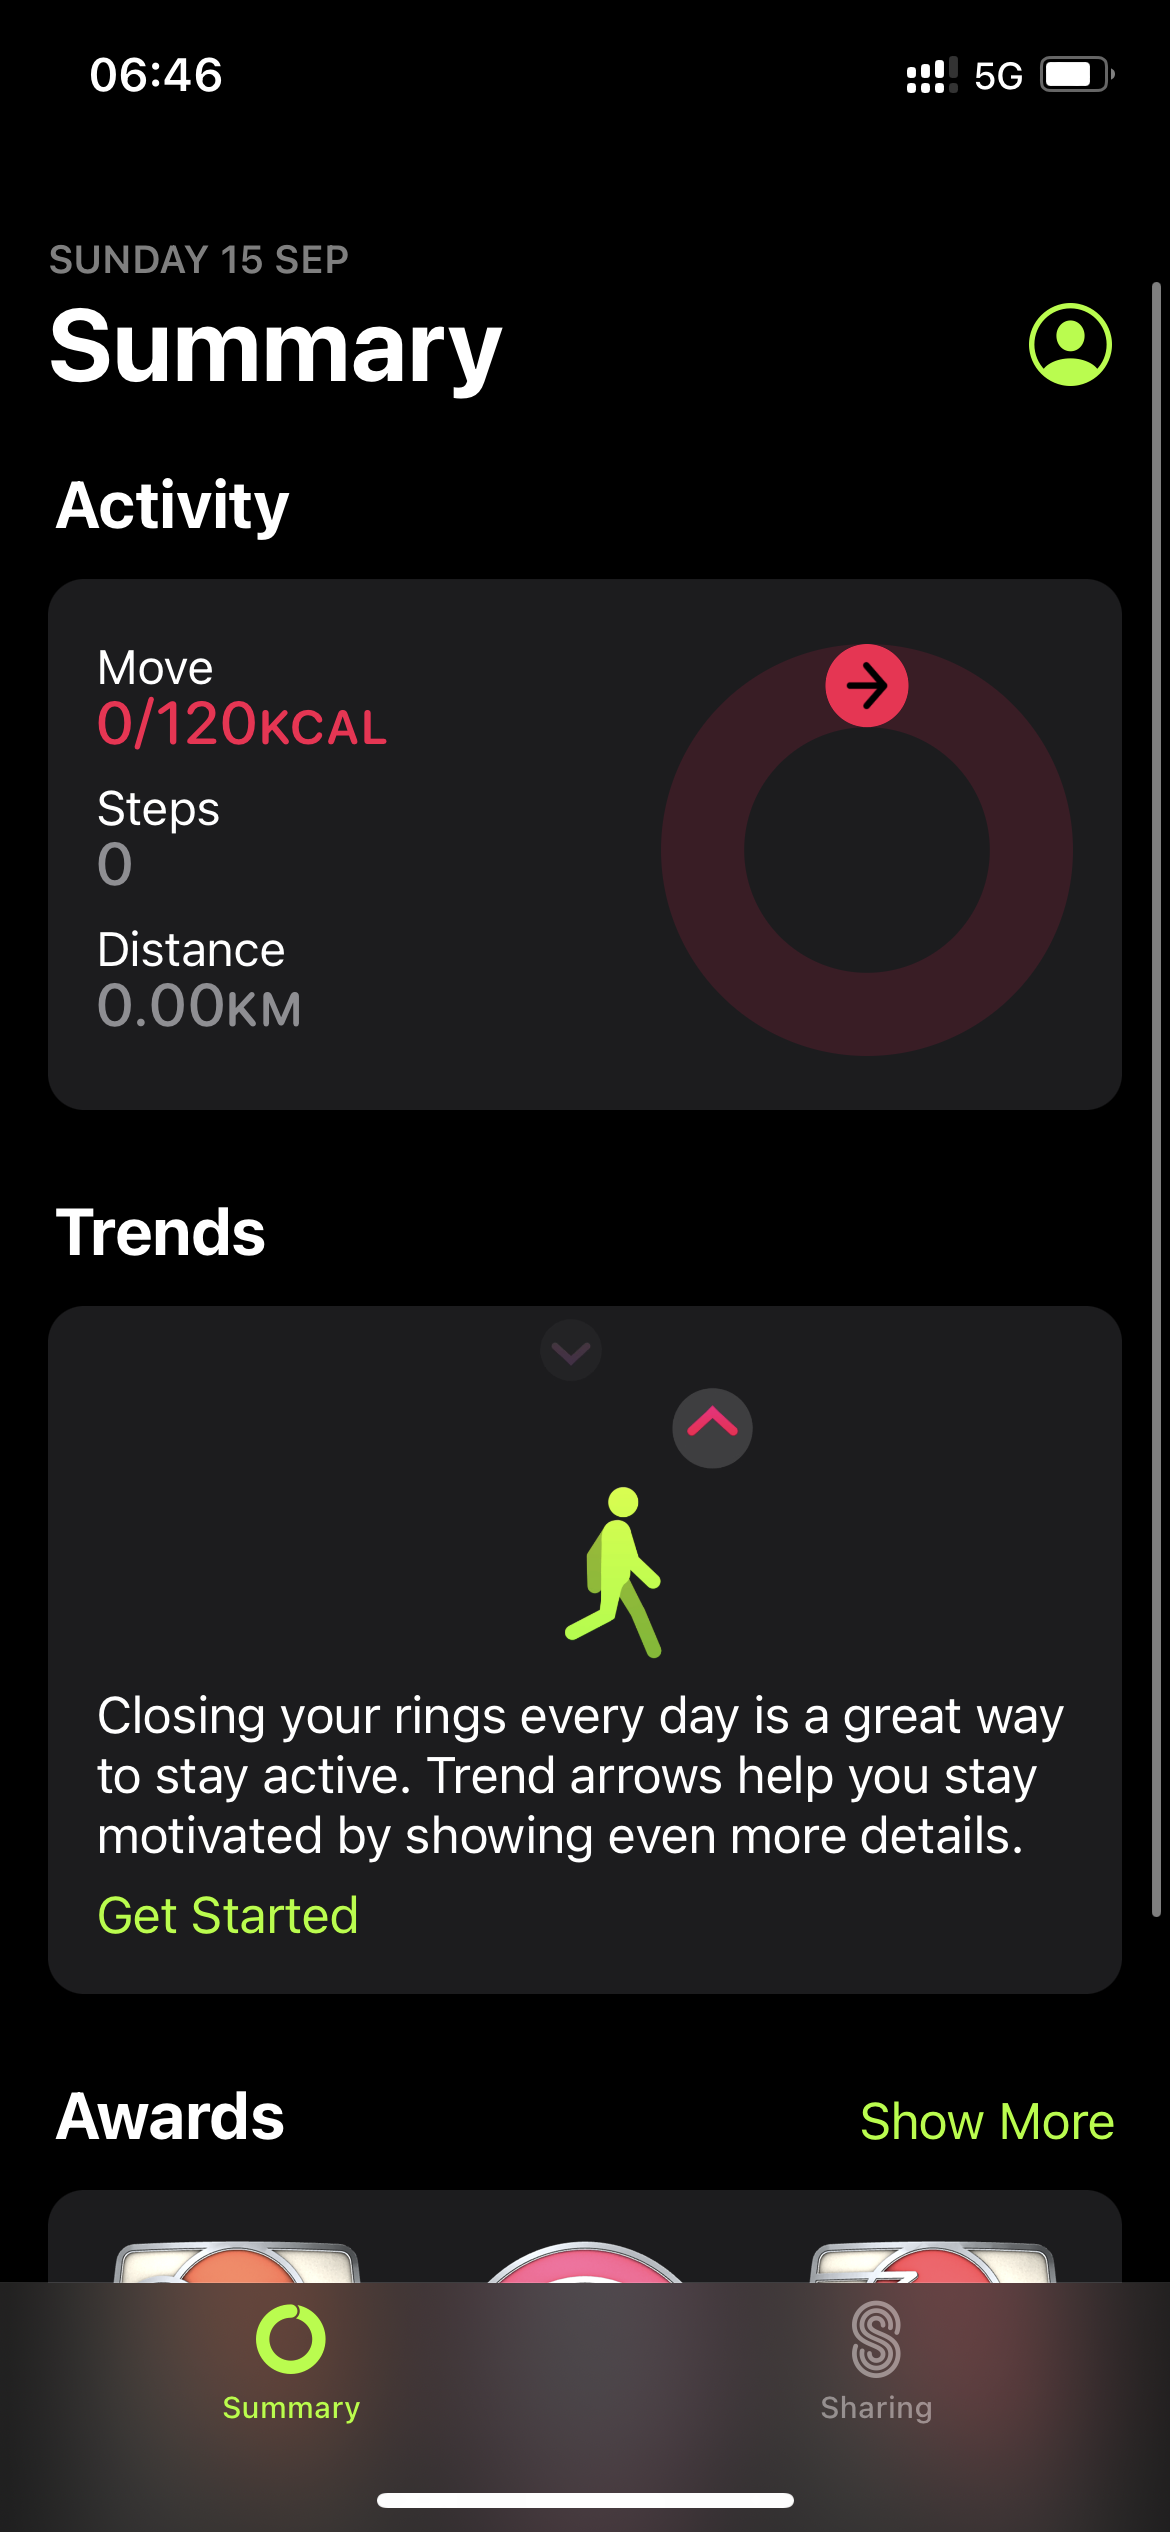 06:46
5G
SUNDAY 15 SEP
Summary
Activity
Move
0/120KCAL
Steps
0
Distance
0.00KM
Trends
Closing your rings every day is a great way
to stay active. Trend arrows help you stay
motivated by showing even more details.
Get Started
Awards
Show More
Summary
Sharing